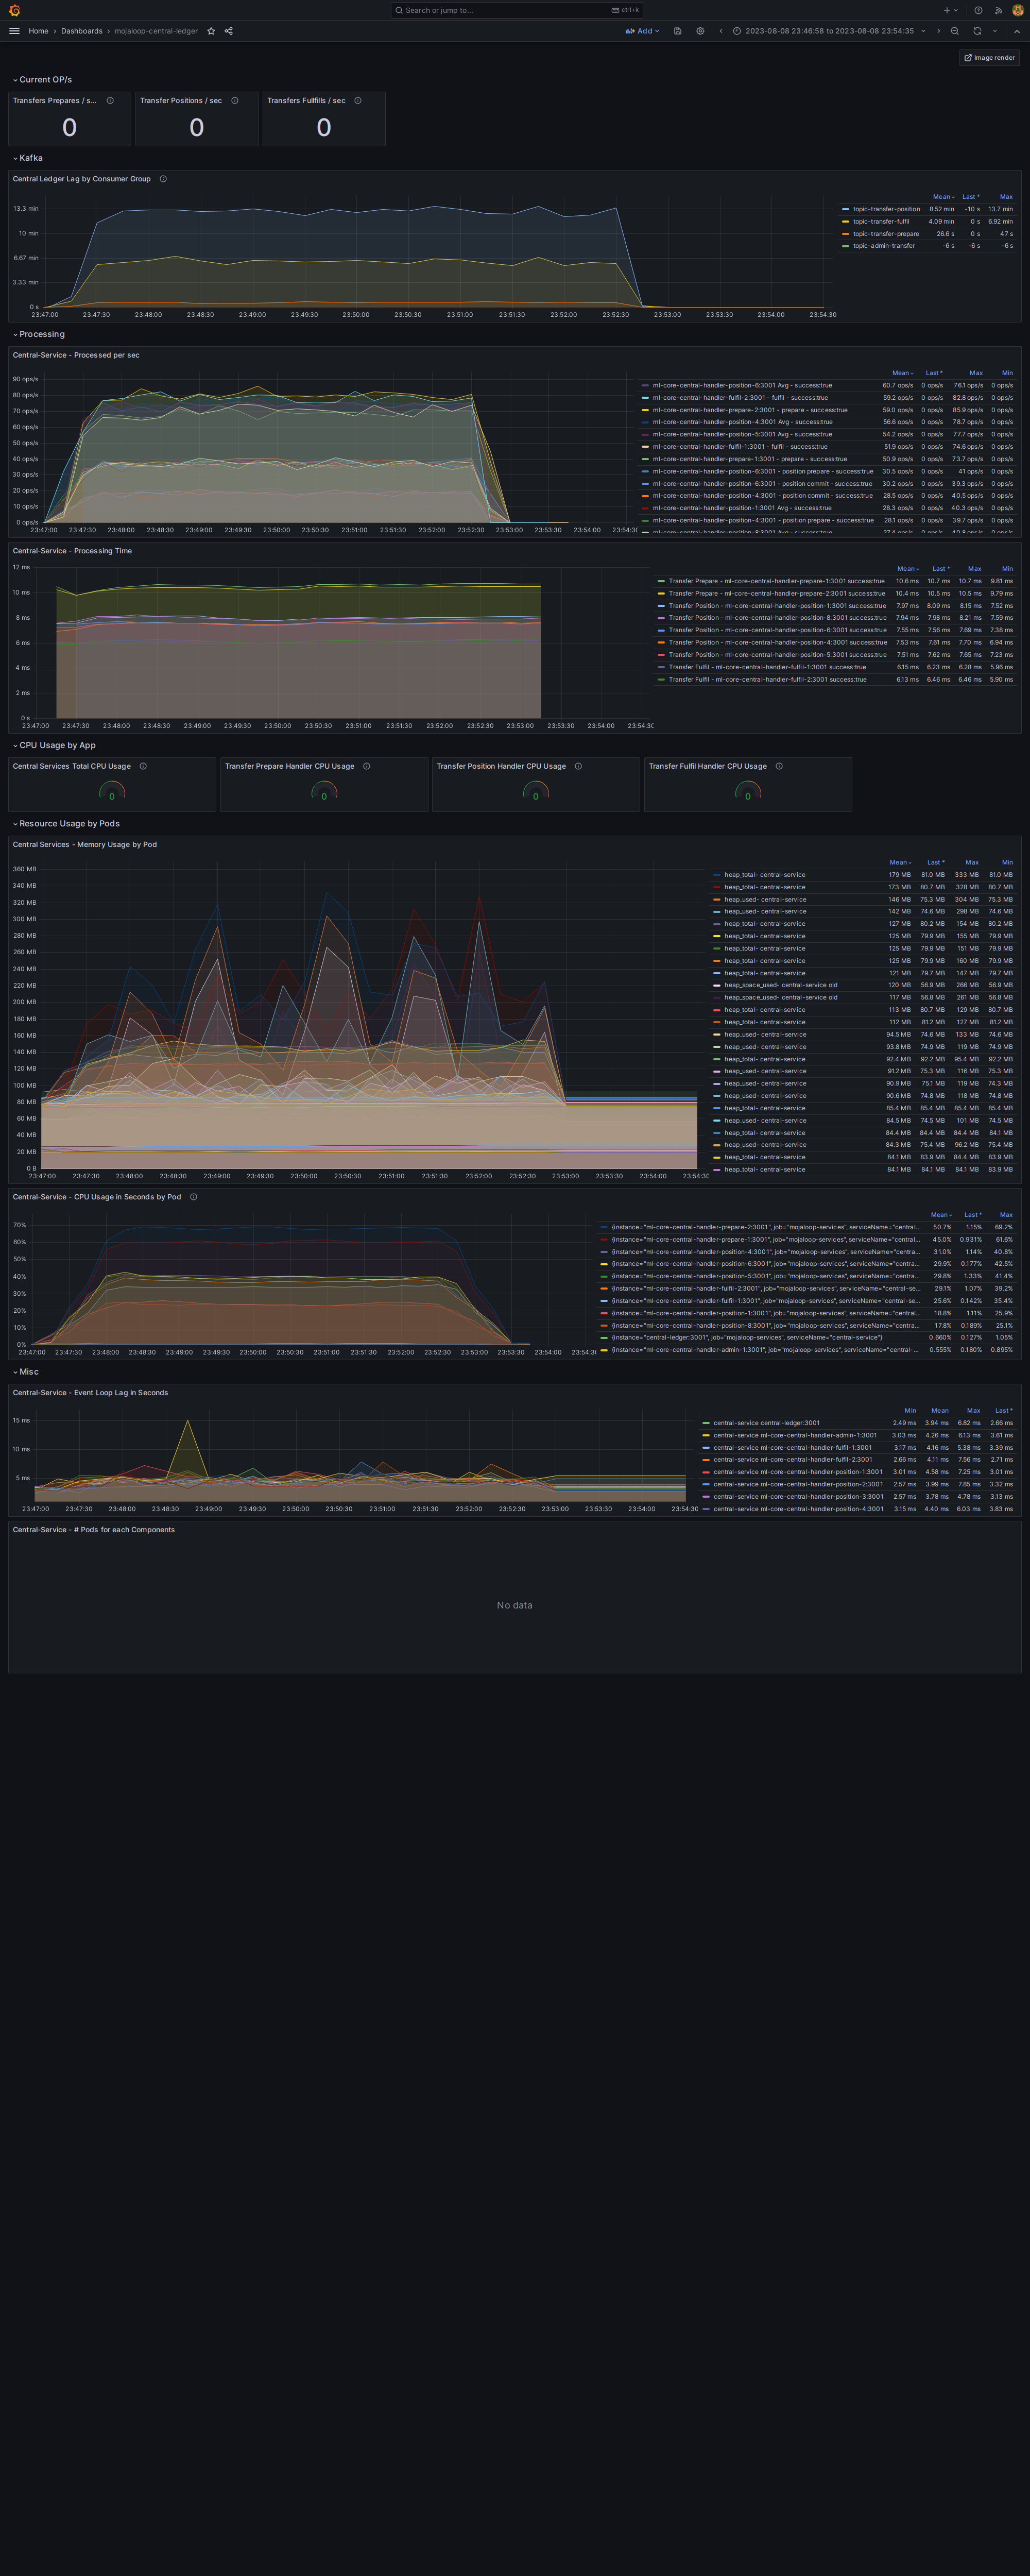 Search or jump to...
ctrl+k
Home › Dashboards › mojaloop-central-ledger
Add
2023-08-08 23:46:58 to 2023-08-08 23:54:35
Image render
Current OP/s
Transfers Prepares / s...
0
Transfer Positions / sec
0
Transfers Fullfills / sec
0
Kafka
Central Ledger Lag by Consumer Group
13.3 min
10 min
6.67 min
3.33 min
0 s
23:47:00 23:47:30 23:48:00 23:48:30 23:49:00 23:49:30 23:50:00 23:50:30 23:51:00 23:51:30 23:52:00 23:52:30 23:53:00 23:53:30 23:54:00 23:54:30
Mean Last * Max
topic-transfer-position 8.52 min -10 s 13.7 min
topic-transfer-fulfil 4.09 min 0 s 6.92 min
topic-transfer-prepare 26.6 s 0 s 47 s
topic-admin-transfer -6 s -6 s -6 s
Processing
Central-Service - Processed per sec
90 ops/s
80 ops/s
70 ops/s
60 ops/s
50 ops/s
40 ops/s
30 ops/s
20 ops/s
10 ops/s
0 ops/s
23:47:00 23:47:30 23:48:00 23:48:30 23:49:00 23:49:30 23:50:00 23:50:30 23:51:00 23:51:30 23:52:00 23:52:30 23:53:00 23:53:30 23:54:00
Mean Last * Max Min
ml-core-central-handler-position-6:3001 Avg - success:true 60.7 ops/s 0 ops/s 76.1 ops/s 0 ops/s
ml-core-central-handler-fulfil-2:3001 - fulfil - success:true 59.2 ops/s 0 ops/s 82.8 ops/s 0 ops/s
ml-core-central-handler-prepare-2:3001 - prepare - success:true 59.0 ops/s 0 ops/s 85.9 ops/s 0 ops/s
ml-core-central-handler-position-4:3001 Avg - success:true 56.6 ops/s 0 ops/s 78.7 ops/s 0 ops/s
ml-core-central-handler-position-5:3001 Avg - success:true 54.2 ops/s 0 ops/s 77.7 ops/s 0 ops/s
ml-core-central-handler-fulfil-1:3001 - fulfil - success:true 51.9 ops/s 0 ops/s 74.6 ops/s 0 ops/s
ml-core-central-handler-prepare-1:3001 - prepare - success:true 50.9 ops/s 0 ops/s 73.7 ops/s 0 ops/s
ml-core-central-handler-position-6:3001 - position prepare - success:true 30.5 ops/s 0 ops/s 41 ops/s 0 ops/s
ml-core-central-handler-position-6:3001 - position commit - success:true 30.2 ops/s 0 ops/s 39.3 ops/s 0 ops/s
ml-core-central-handler-position-4:3001 - position commit - success:true 28.5 ops/s 0 ops/s 40.5 ops/s 0 ops/s
ml-core-central-handler-position-1:3001 Avg - success:true 28.3 ops/s 0 ops/s 40.3 ops/s 0 ops/s
ml-core-central-handler-position-4:3001 - position prepare - success:true 28.1 ops/s 0 ops/s 39.7 ops/s 0 ops/s
Central-Service - Processing Time
12 ms
10 ms
8 ms
6 ms
4 ms
2 ms
0 s
23:47:00 23:47:30 23:48:00 23:48:30 23:49:00 23:49:30 23:50:00 23:50:30 23:51:00 23:51:30 23:52:00 23:52:30 23:53:00 23:53:30 23:54:00
Mean Last * Max Min
Transfer Prepare - ml-core-central-handler-prepare-1:3001 success:true 10.6 ms 10.7 ms 10.7 ms 9.81 ms
Transfer Prepare - ml-core-central-handler-prepare-2:3001 success:true 10.4 ms 10.5 ms 10.5 ms 9.79 ms
Transfer Position - ml-core-central-handler-position-1:3001 success:true 7.97 ms 8.09 ms 8.15 ms 7.52 ms
Transfer Position - ml-core-central-handler-position-8:3001 success:true 7.94 ms 7.98 ms 8.21 ms 7.59 ms
Transfer Position - ml-core-central-handler-position-6:3001 success:true 7.55 ms 7.56 ms 7.69 ms 7.38 ms
Transfer Position - ml-core-central-handler-position-4:3001 success:true 7.53 ms 7.61 ms 7.70 ms 6.94 ms
Transfer Position - ml-core-central-handler-position-5:3001 success:true 7.51 ms 7.62 ms 7.65 ms 7.23 ms
Transfer Fulfil - ml-core-central-handler-fulfil-1:3001 success:true 6.15 ms 6.23 ms 6.28 ms 5.96 ms
Transfer Fulfil - ml-core-central-handler-fulfil-2:3001 success:true 6.13 ms 6.46 ms 6.46 ms 5.90 ms
CPU Usage by App
Central Services Total CPU Usage
0
Transfer Prepare Handler CPU Usage
0
Transfer Position Handler CPU Usage
0
Transfer Fulfil Handler CPU Usage
0
Resource Usage by Pods
Central Services - Memory Usage by Pod
360 MB
340 MB
320 MB
300 MB
280 MB
260 MB
240 MB
220 MB
200 MB
180 MB
160 MB
140 MB
120 MB
100 MB
80 MB
60 MB
40 MB
20 MB
0 B
23:47:00 23:47:30 23:48:00 23:48:30 23:49:00 23:49:30 23:50:00 23:50:30 23:51:00 23:51:30 23:52:00 23:52:30 23:53:00 23:53:30 23:54:00
Mean Last * Max Min
heap_total- central-service 179 MB 81.0 MB 333 MB 81.0 MB
heap_total- central-service 173 MB 80.7 MB 328 MB 80.7 MB
heap_used- central-service 146 MB 75.3 MB 304 MB 75.3 MB
heap_used- central-service 142 MB 74.6 MB 298 MB 74.6 MB
heap_total- central-service 127 MB 80.2 MB 154 MB 80.2 MB
heap_total- central-service 125 MB 79.9 MB 155 MB 79.9 MB
heap_total- central-service 125 MB 79.9 MB 151 MB 79.9 MB
heap_total- central-service 125 MB 79.9 MB 160 MB 79.9 MB
heap_total- central-service 121 MB 79.7 MB 147 MB 79.7 MB
heap_space_used- central-service old 120 MB 56.9 MB 266 MB 56.9 MB
heap_space_used- central-service old 117 MB 56.8 MB 261 MB 56.8 MB
heap_total- central-service 113 MB 80.7 MB 129 MB 80.7 MB
heap_total- central-service 112 MB 81.2 MB 127 MB 81.2 MB
heap_used- central-service 94.5 MB 74.6 MB 133 MB 74.6 MB
heap_used- central-service 93.8 MB 74.9 MB 119 MB 74.9 MB
heap_total- central-service 92.4 MB 92.2 MB 95.4 MB 92.2 MB
heap_used- central-service 91.2 MB 75.3 MB 116 MB 75.3 MB
heap_used- central-service 90.9 MB 75.1 MB 119 MB 74.3 MB
heap_used- central-service 90.6 MB 74.8 MB 118 MB 74.8 MB
heap_total- central-service 85.4 MB 85.4 MB 85.4 MB 85.4 MB
heap_used- central-service 84.5 MB 74.5 MB 101 MB 74.5 MB
heap_total- central-service 84.4 MB 84.4 MB 84.4 MB 84.1 MB
heap_used- central-service 84.3 MB 75.4 MB 96.2 MB 75.4 MB
heap_total- central-service 84.1 MB 83.9 MB 84.4 MB 83.9 MB
heap_total- central-service 84.1 MB 84.1 MB 84.1 MB 83.9 MB
Central-Service - CPU Usage in Seconds by Pod
70%
60%
50%
40%
30%
20%
10%
0%
23:47:00 23:47:30 23:48:00 23:48:30 23:49:00 23:49:30 23:50:00 23:50:30 23:51:00 23:51:30 23:52:00 23:52:30 23:53:00 23:53:30 23:54:00
Mean Last * Max
{instance="ml-core-central-handler-prepare-2:3001", job="mojaloop-services", serviceName="central... 50.7% 1.15% 69.2%
{instance="ml-core-central-handler-prepare-1:3001", job="mojaloop-services", serviceName="central... 45.0% 0.931% 61.6%
{instance="ml-core-central-handler-position-4:3001", job="mojaloop-services", serviceName="centra... 31.0% 1.14% 40.8%
{instance="ml-core-central-handler-position-6:3001", job="mojaloop-services", serviceName="centra... 29.9% 0.177% 42.5%
{instance="ml-core-central-handler-position-5:3001", job="mojaloop-services", serviceName="centra... 29.8% 1.33% 41.4%
{instance="ml-core-central-handler-fulfil-2:3001", job="mojaloop-services", serviceName="central-se... 29.1% 1.07% 39.2%
{instance="ml-core-central-handler-fulfil-1:3001", job="mojaloop-services", serviceName="central-se... 25.6% 0.142% 35.4%
{instance="ml-core-central-handler-position-1:3001", job="mojaloop-services", serviceName="central... 18.8% 1.11% 25.9%
{instance="ml-core-central-handler-position-8:3001", job="mojaloop-services", serviceName="centra... 17.8% 0.189% 25.1%
{instance="central-ledger:3001", job="mojaloop-services", serviceName="central-service"} 0.660% 0.127% 1.05%
{instance="ml-core-central-handler-admin-1:3001", job="mojaloop-services", serviceName="central-... 0.555% 0.180% 0.895%
Misc
Central-Service - Event Loop Lag in Seconds
15 ms
10 ms
5 ms
23:47:00 23:47:30 23:48:00 23:48:30 23:49:00 23:49:30 23:50:00 23:50:30 23:51:00 23:51:30 23:52:00 23:52:30 23:53:00 23:53:30 23:54:00
Min Mean Max Last *
central-service central-ledger:3001 2.49 ms 3.94 ms 6.82 ms 2.66 ms
central-service ml-core-central-handler-admin-1:3001 3.03 ms 4.26 ms 6.13 ms 3.61 ms
central-service ml-core-central-handler-fulfil-1:3001 3.17 ms 4.16 ms 5.38 ms 3.39 ms
central-service ml-core-central-handler-fulfil-2:3001 2.66 ms 4.11 ms 7.56 ms 2.71 ms
central-service ml-core-central-handler-position-1:3001 3.01 ms 4.58 ms 7.25 ms 3.01 ms
central-service ml-core-central-handler-position-2:3001 2.57 ms 3.99 ms 7.85 ms 3.32 ms
central-service ml-core-central-handler-position-3:3001 2.57 ms 3.78 ms 4.78 ms 3.13 ms
central-service ml-core-central-handler-position-4:3001 3.15 ms 4.40 ms 6.03 ms 3.83 ms
Central-Service - # Pods for each Components
No data